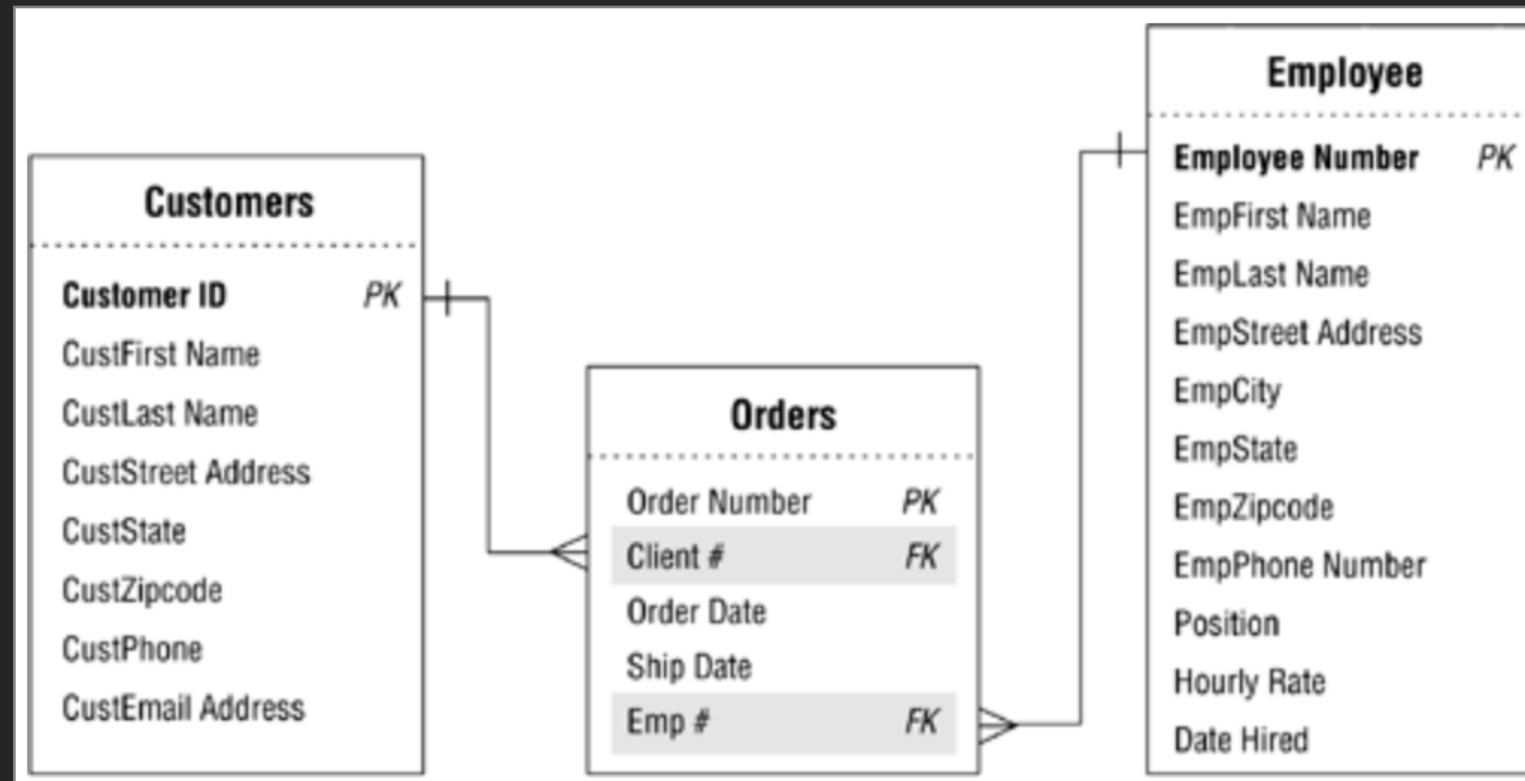 Customers
Customer ID PK
CustFirst Name
CustLast Name
CustStreet Address
CustState
CustZipcode
CustPhone
CustEmail Address
Orders
Order Number PK
Client # FK
Order Date
Ship Date
Emp # FK
Employee
Employee Number PK
EmpFirst Name
EmpLast Name
EmpStreet Address
EmpCity
EmpState
EmpZipcode
EmpPhone Number
Position
Hourly Rate
Date Hired